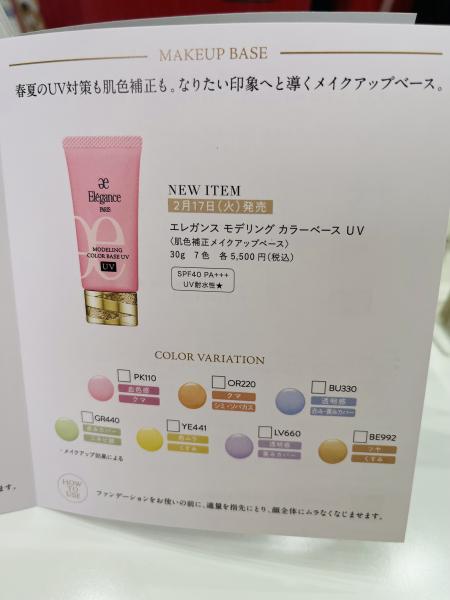 MAKEUP BASE
春夏のUV対策も肌色補正も。なりたい印象へと導くメイクアップベース。
æ
Elégance
PARIS
MODELING
COLOR BASE UV
UV
NEW ITEM
2月17日(火)発売
エレガンス モデリング カラーベース UV
〈肌色補正メイクアップベース〉
30g 7色 各5,500円(税込)
SPF40 PA+++
UV耐水性★
COLOR VARIATION
PK110
血色感
クマ
OR220
クマ
シミ・ソバカス
BU330
透明感
赤み・黄みカバー
GR440
赤みカバー
ニキビ跡
YE441
色ムラ
くすみ
LV660
透明感
黄みカバー
BE992
ツヤ
くすみ
・メイクアップ効果による
HOW TO USE
ファンデーションをお使いの前に、適量を指先にとり、顔全体にムラなくなじませます。
ます。